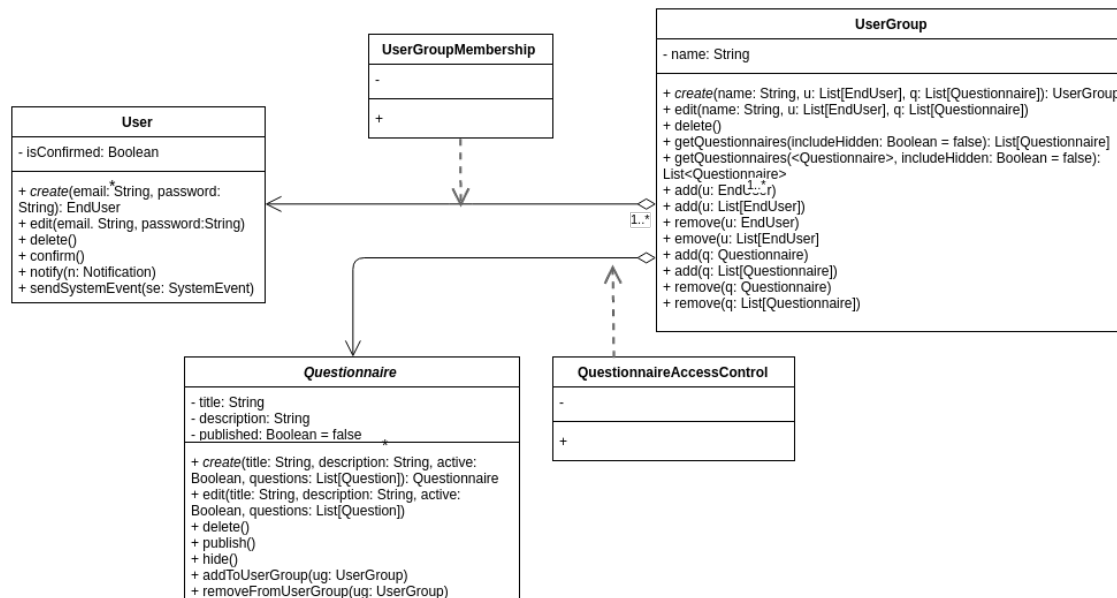 UserGroup
- name: String
+ create(name: String, u: List[EndUser], q: List[Questionnaire]): UserGroup
+ edit(name: String, u: List[EndUser], q: List[Questionnaire])
+ delete()
+ getQuestionnaires(includeHidden: Boolean = false): List[Questionnaire]
+ getQuestionnaires(<Questionnaire>, includeHidden: Boolean = false):
List<Questionnaire>
1..*
+ add(u: EndUser)
+ add(u: List[EndUser])
+ remove(u: EndUser)
+ emove(u: List[EndUser]
+ add(q: Questionnaire)
+ add(q: List[Questionnaire])
+ remove(q: Questionnaire)
+ remove(q: List[Questionnaire])
UserGroupMembership
-
+
User
- isConfirmed: Boolean
*
+ create(email: String, password:
String): EndUser
+ edit(email. String, password:String)
+ delete()
+ confirm()
+ notify(n: Notification)
+ sendSystemEvent(se: SystemEvent)
1..*
Questionnaire
- title: String
- description: String
- published: Boolean = false
*
+ create(title: String, description: String, active:
Boolean, questions: List[Question]): Questionnaire
+ edit(title: String, description: String, active:
Boolean, questions: List[Question])
+ delete()
+ publish()
+ hide()
+ addToUserGroup(ug: UserGroup)
+ removeFromUserGroup(ug: UserGroup)
QuestionnaireAccessControl
-
+